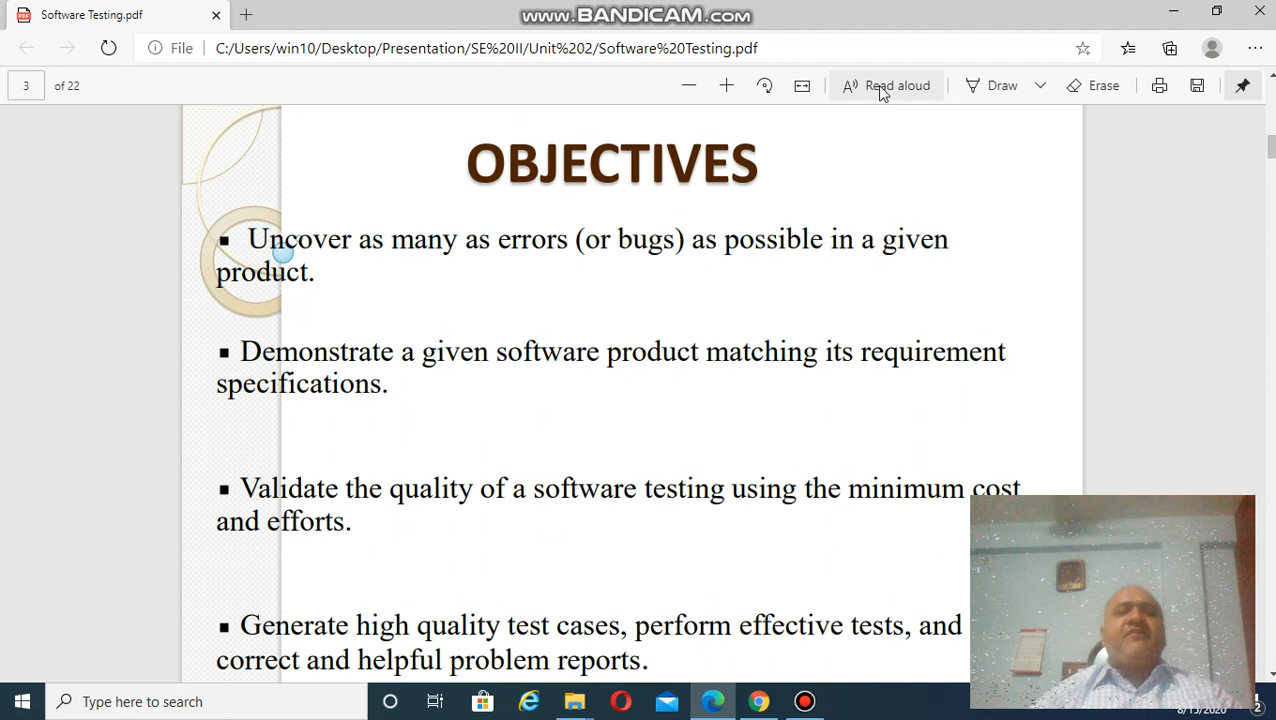 Software Testing.pdf
www.BANDICAM.com
File
C:/Users/win10/Desktop/Presentation/SE%20II/Unit%202/Software%20Testing.pdf
3 of 22
Read aloud
Draw
Erase
OBJECTIVES
▪ Uncover as many as errors (or bugs) as possible in a given
product.
▪ Demonstrate a given software product matching its requirement
specifications.
▪ Validate the quality of a software testing using the minimum cost
and efforts.
▪ Generate high quality test cases, perform effective tests, and
correct and helpful problem reports.
Type here to search
8/15/2020
2